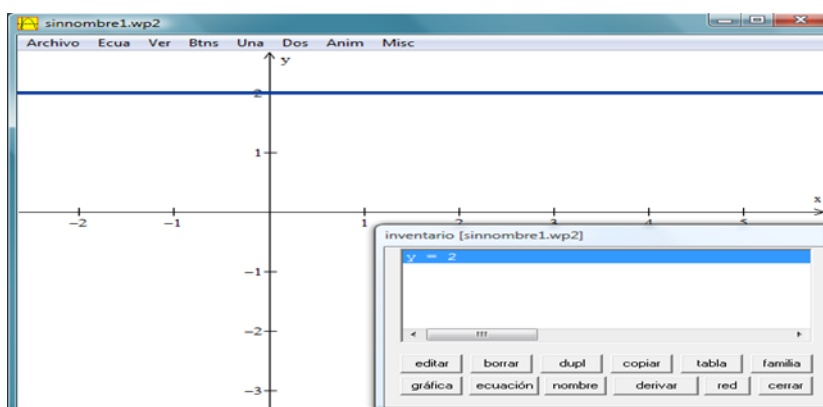 sinnombre1.wp2
Archivo Ecua Ver Btns Una Dos Anim Misc
y
2
1
x
-2 -1 1 2 3 4 5
inventario [sinnombre1.wp2]
y = 2
-1
-2
editar borrar dupl copiar tabla familia
gráfica ecuación nombre derivar red cerrar
-3